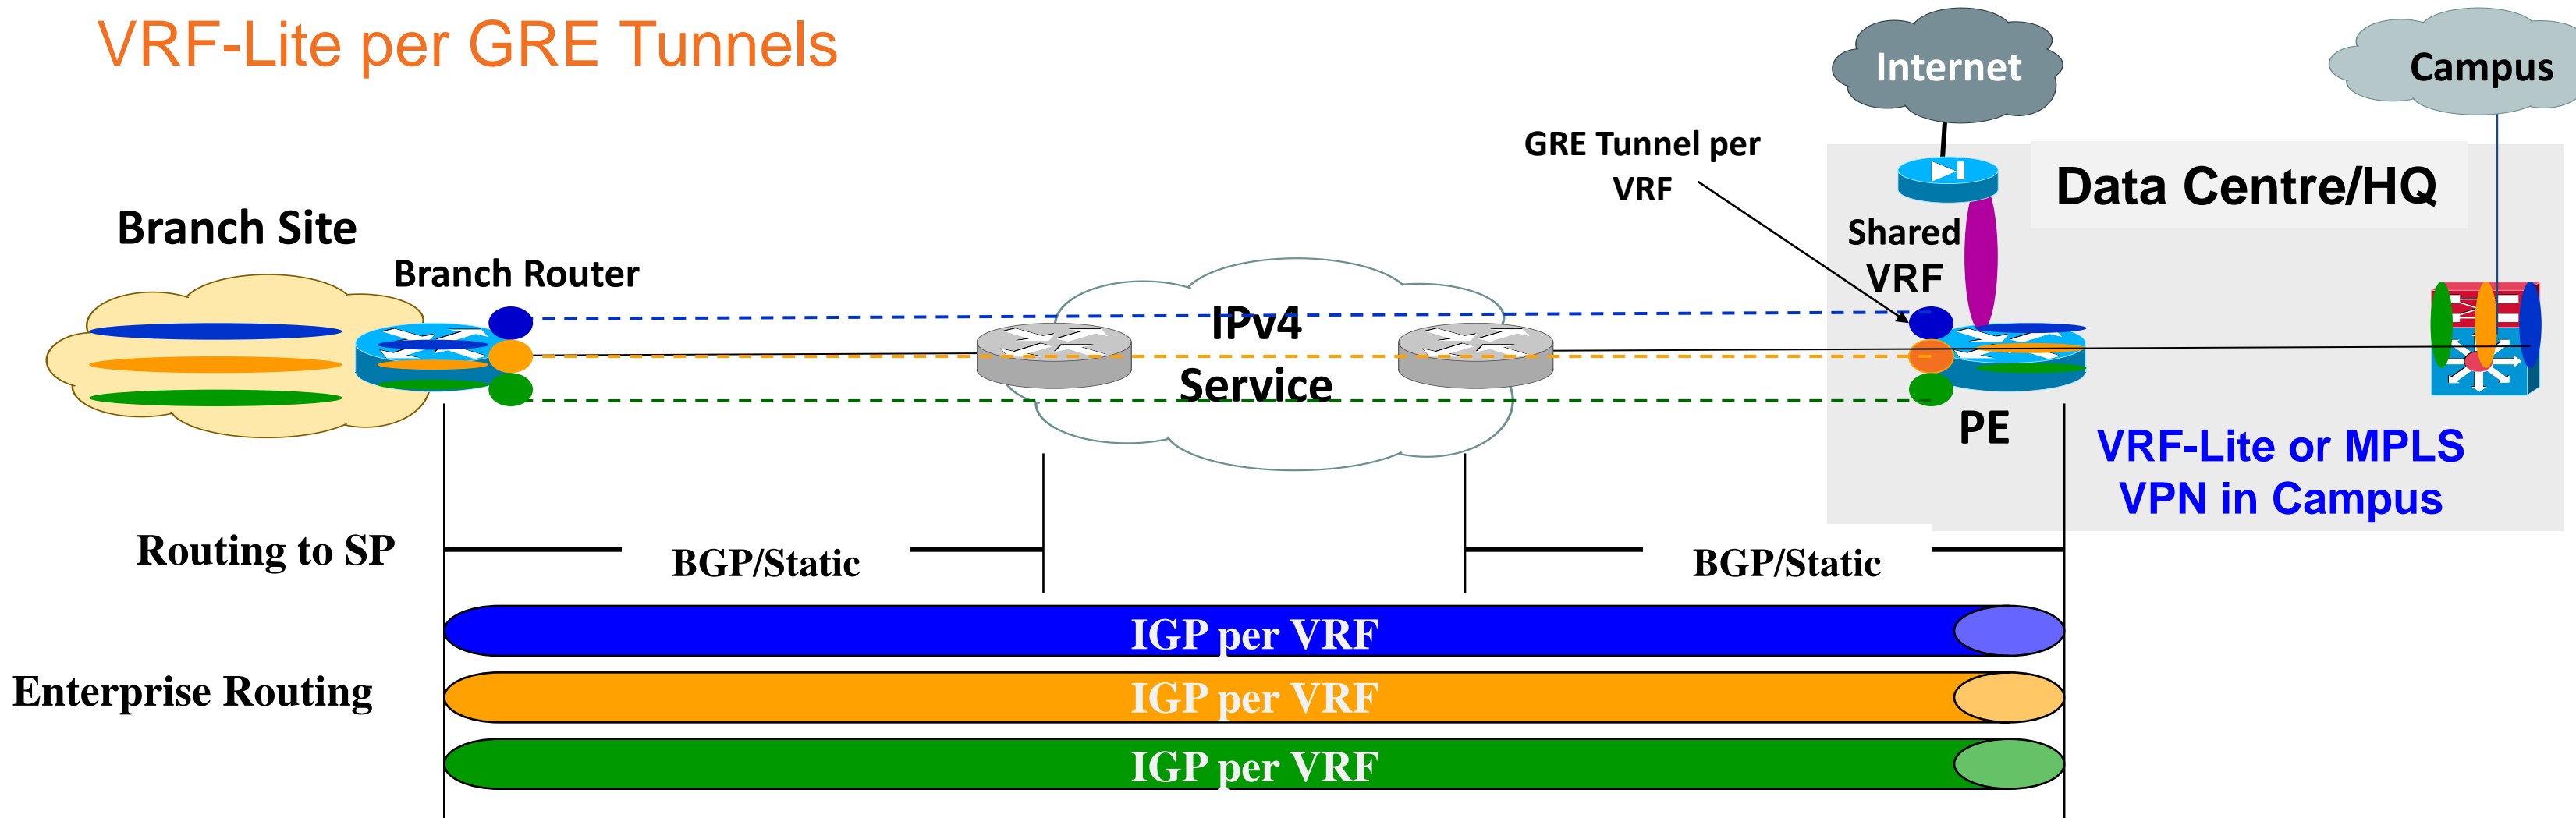 VRF-Lite per GRE Tunnels
Internet
Campus
GRE Tunnel per
VRF
Data Centre/HQ
Branch Site
Shared
VRF
Branch Router
IPv4
Service
PE
VRF-Lite or MPLS
VPN in Campus
Routing to SP
BGP/Static
BGP/Static
IGP per VRF
Enterprise Routing
IGP per VRF
IGP per VRF